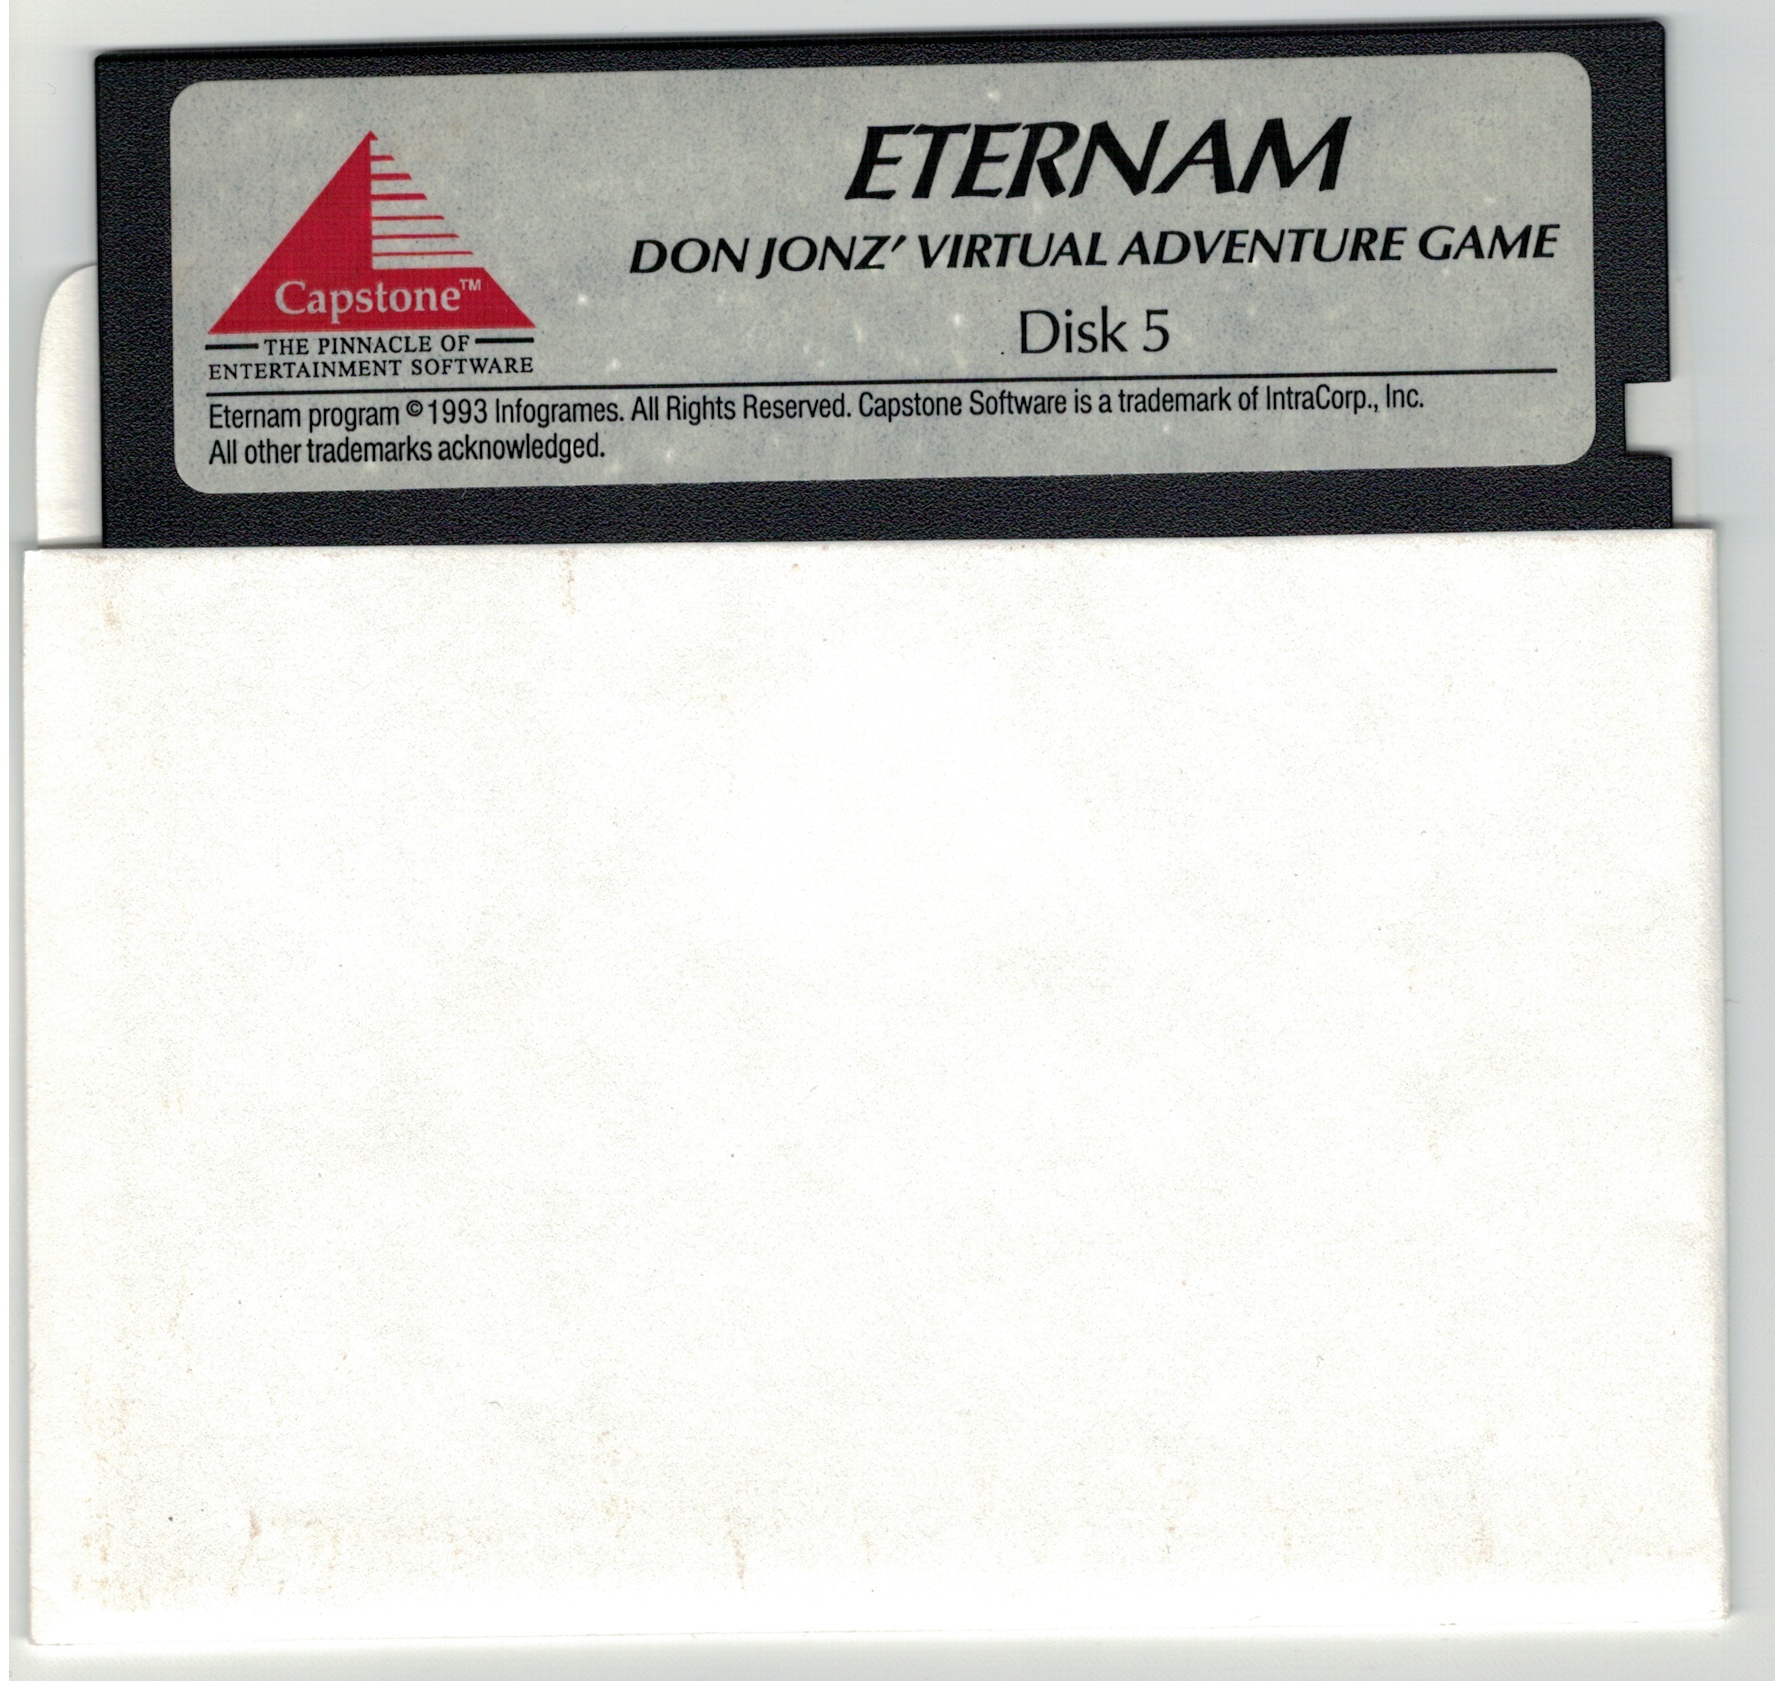 ETERNAM
DON JONZ' VIRTUAL ADVENTURE GAME
Disk 5
Capstone™
THE PINNACLE OF
ENTERTAINMENT SOFTWARE
Eternam program © 1993 Infogrames. All Rights Reserved. Capstone Software is a trademark of IntraCorp., Inc.
All other trademarks acknowledged.